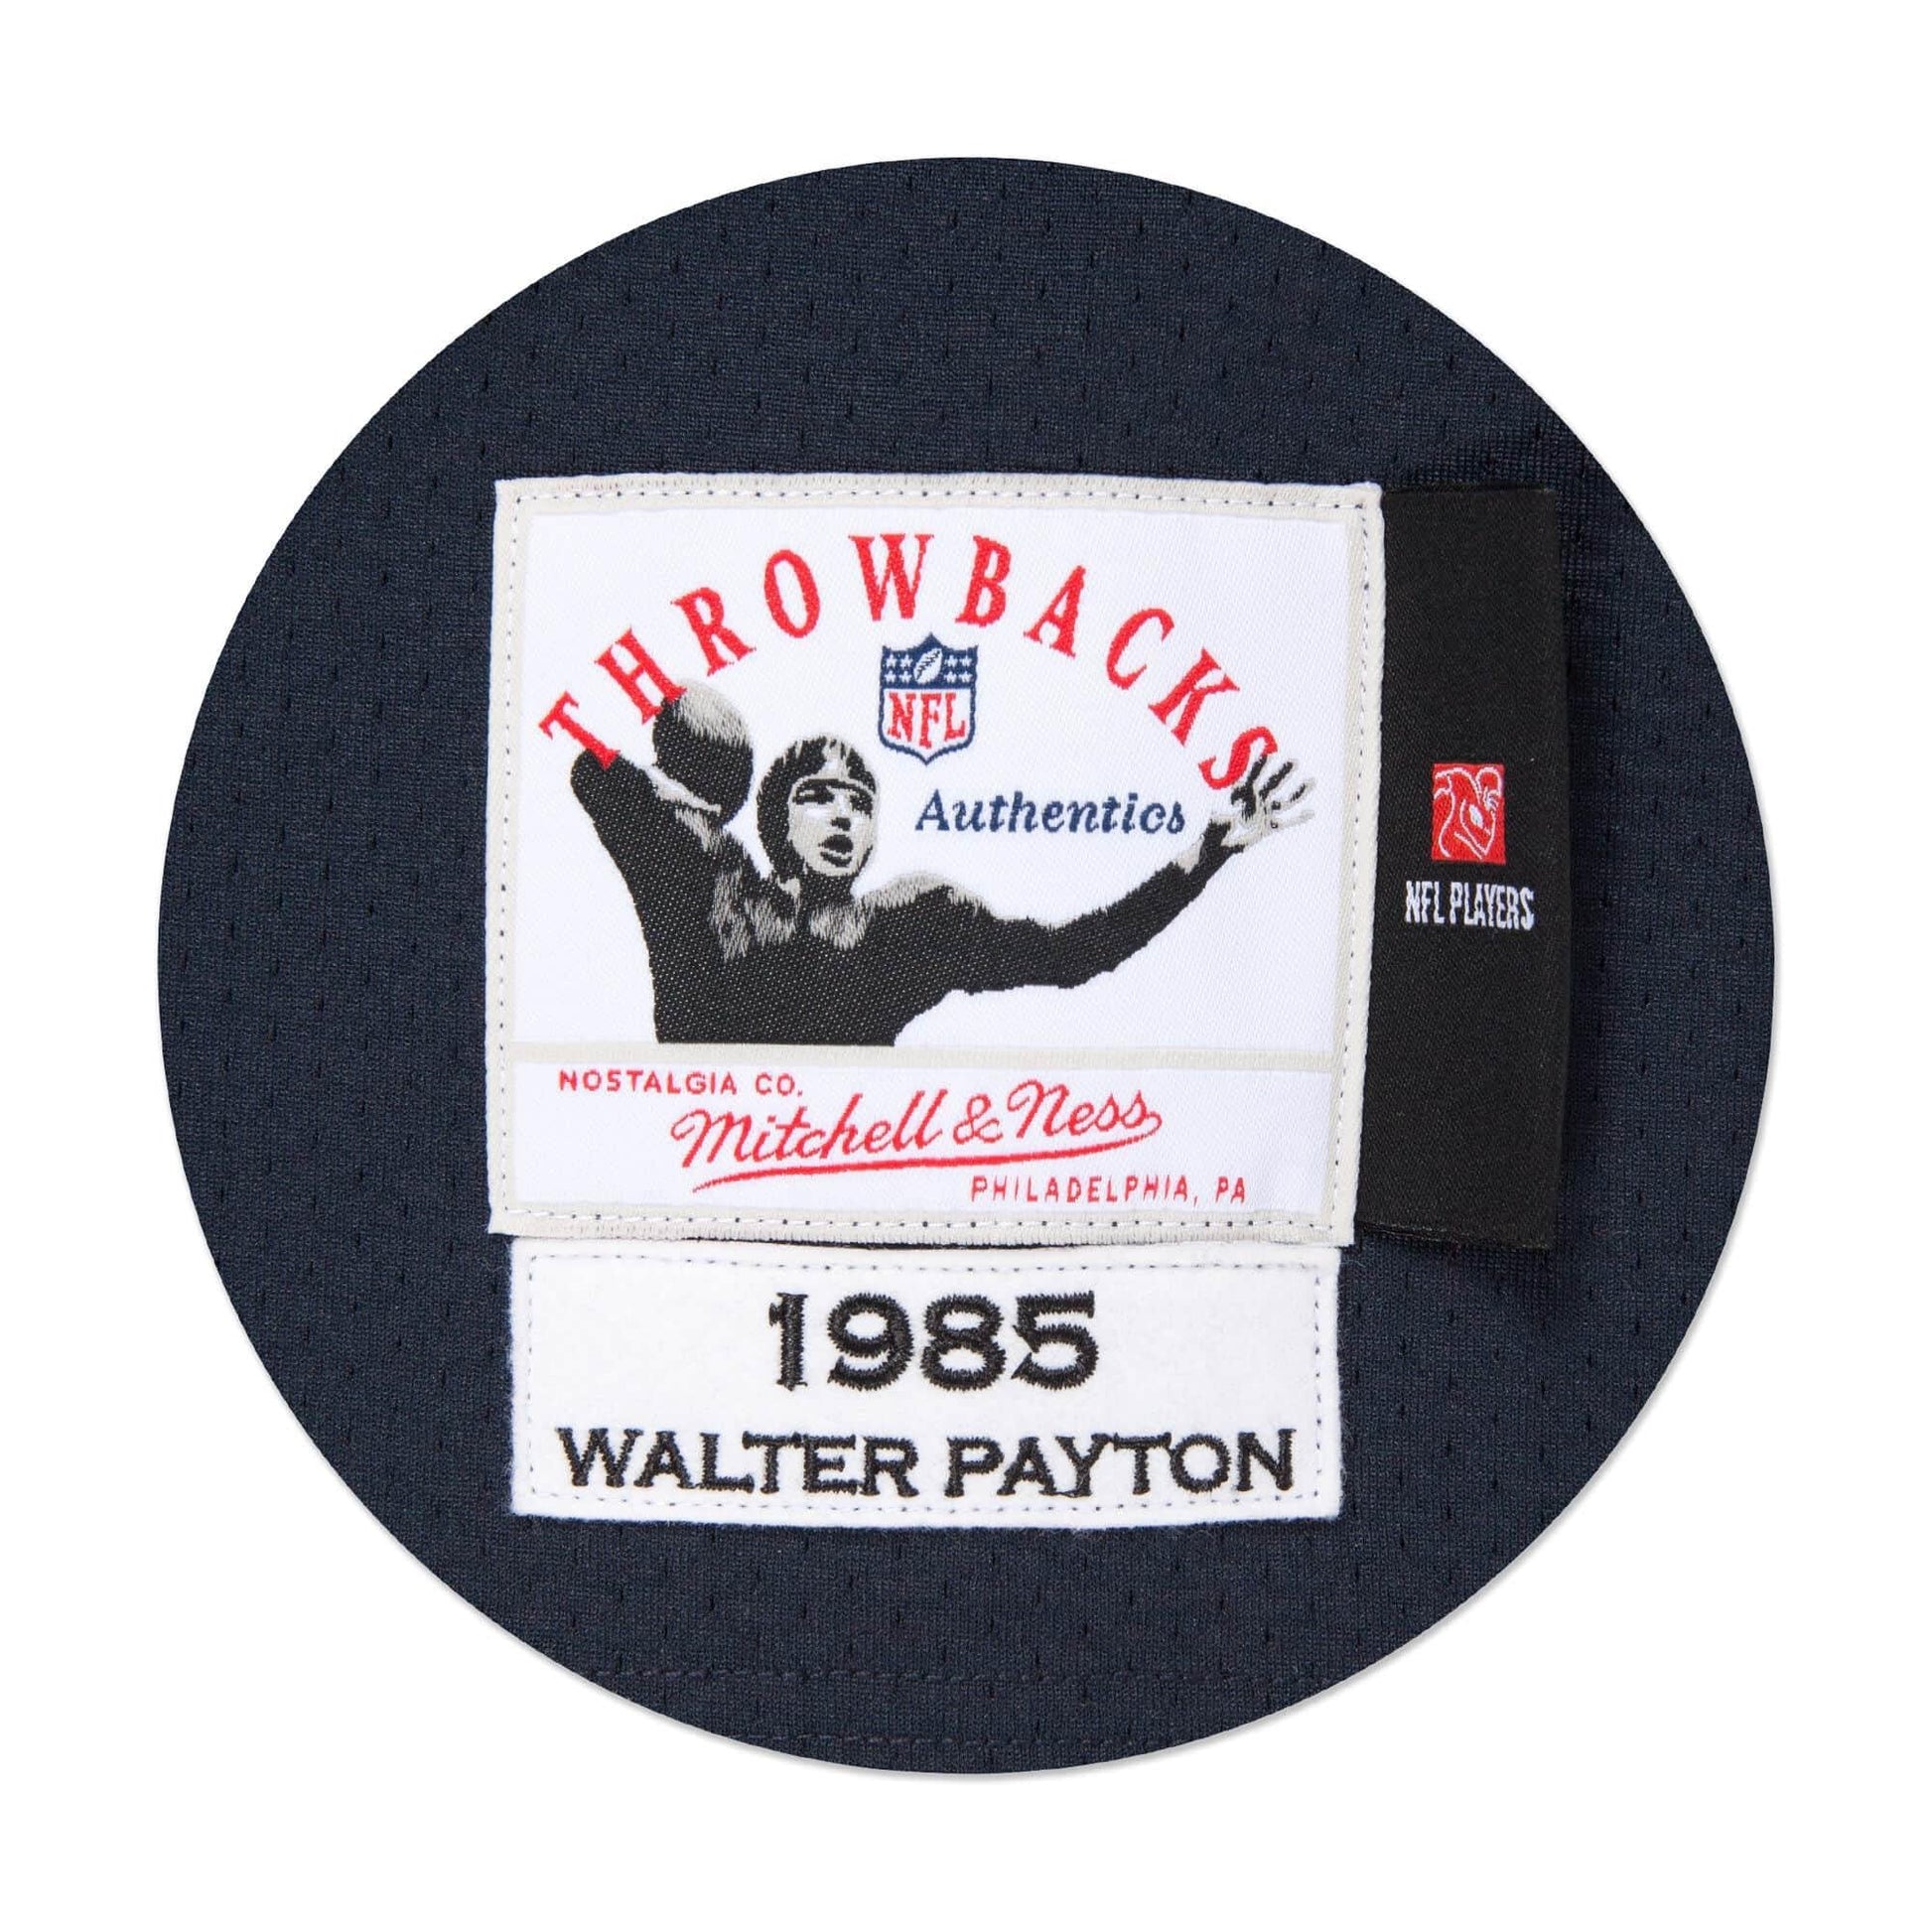 THROWBACKS
NFL
Authentics
NFL PLAYERS
NOSTALGIA CO.
Mitchell & Ness
PHILADELPHIA, PA
1985
WALTER PAYTON